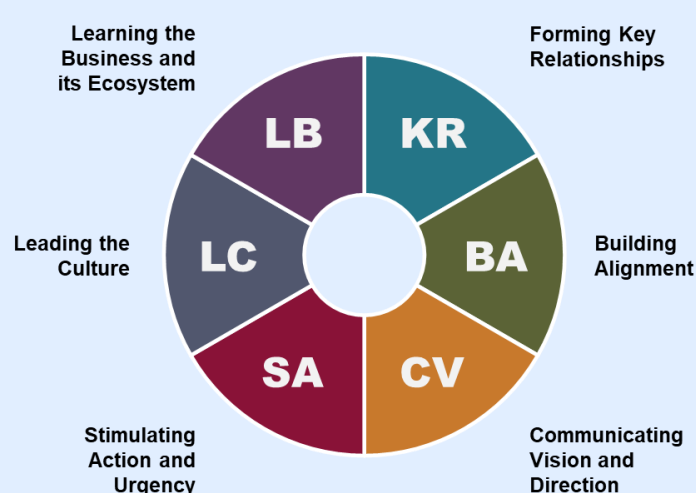 Learning the
Business and
its Ecosystem
Forming Key
Relationships
LB
KR
Leading the
Culture
LC
BA
Building
Alignment
SA
CV
Stimulating
Action and
Urgency
Communicating
Vision and
Direction